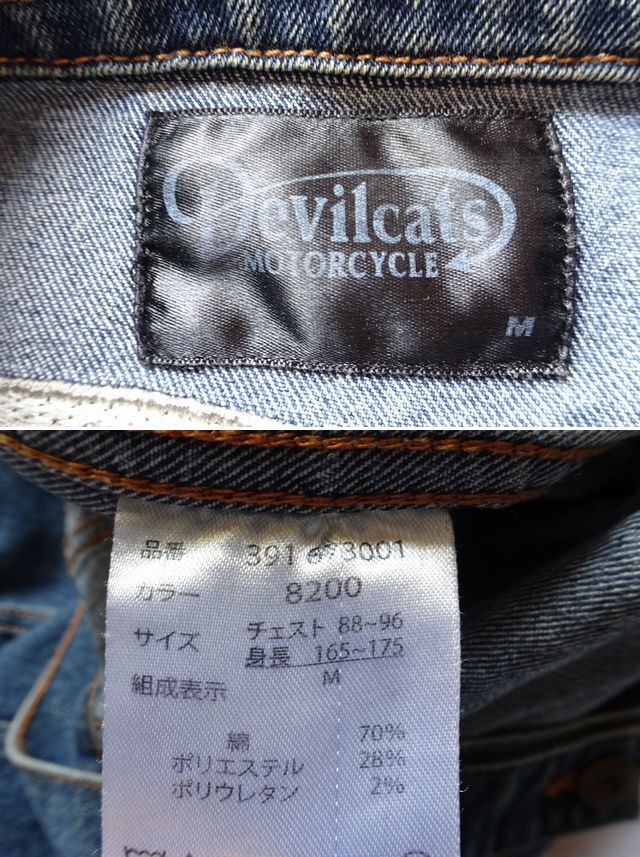 Devilcats
MOTORCYCLE
M
品番 391 3001
カラー 8200
サイズ チェスト 88~96
身長 165~175
M
組成表示
綿 70%
ポリエステル 28%
ポリウレタン 2%